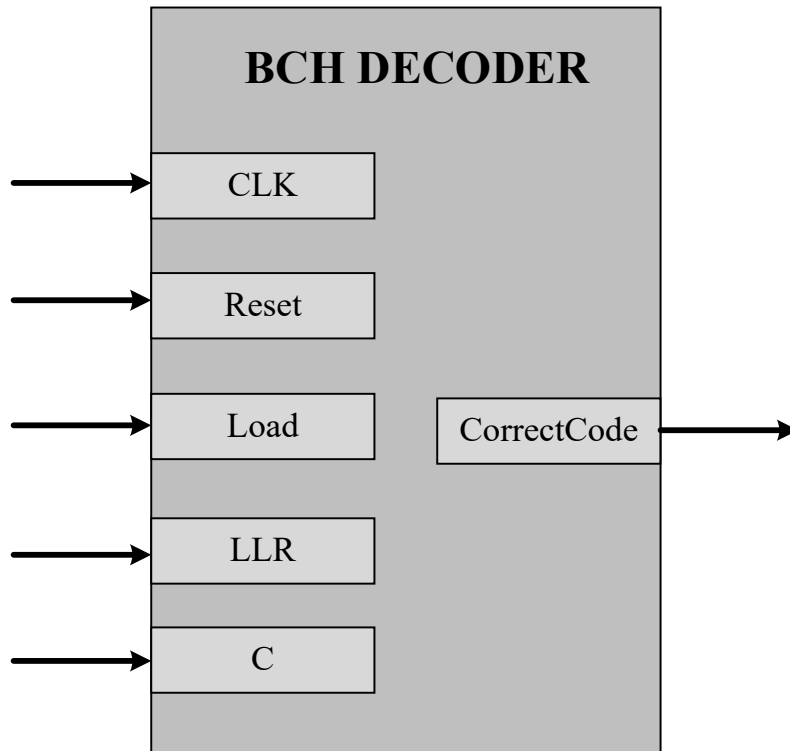 BCH DECODER
CLK
Reset
Load
CorrectCode
LLR
C